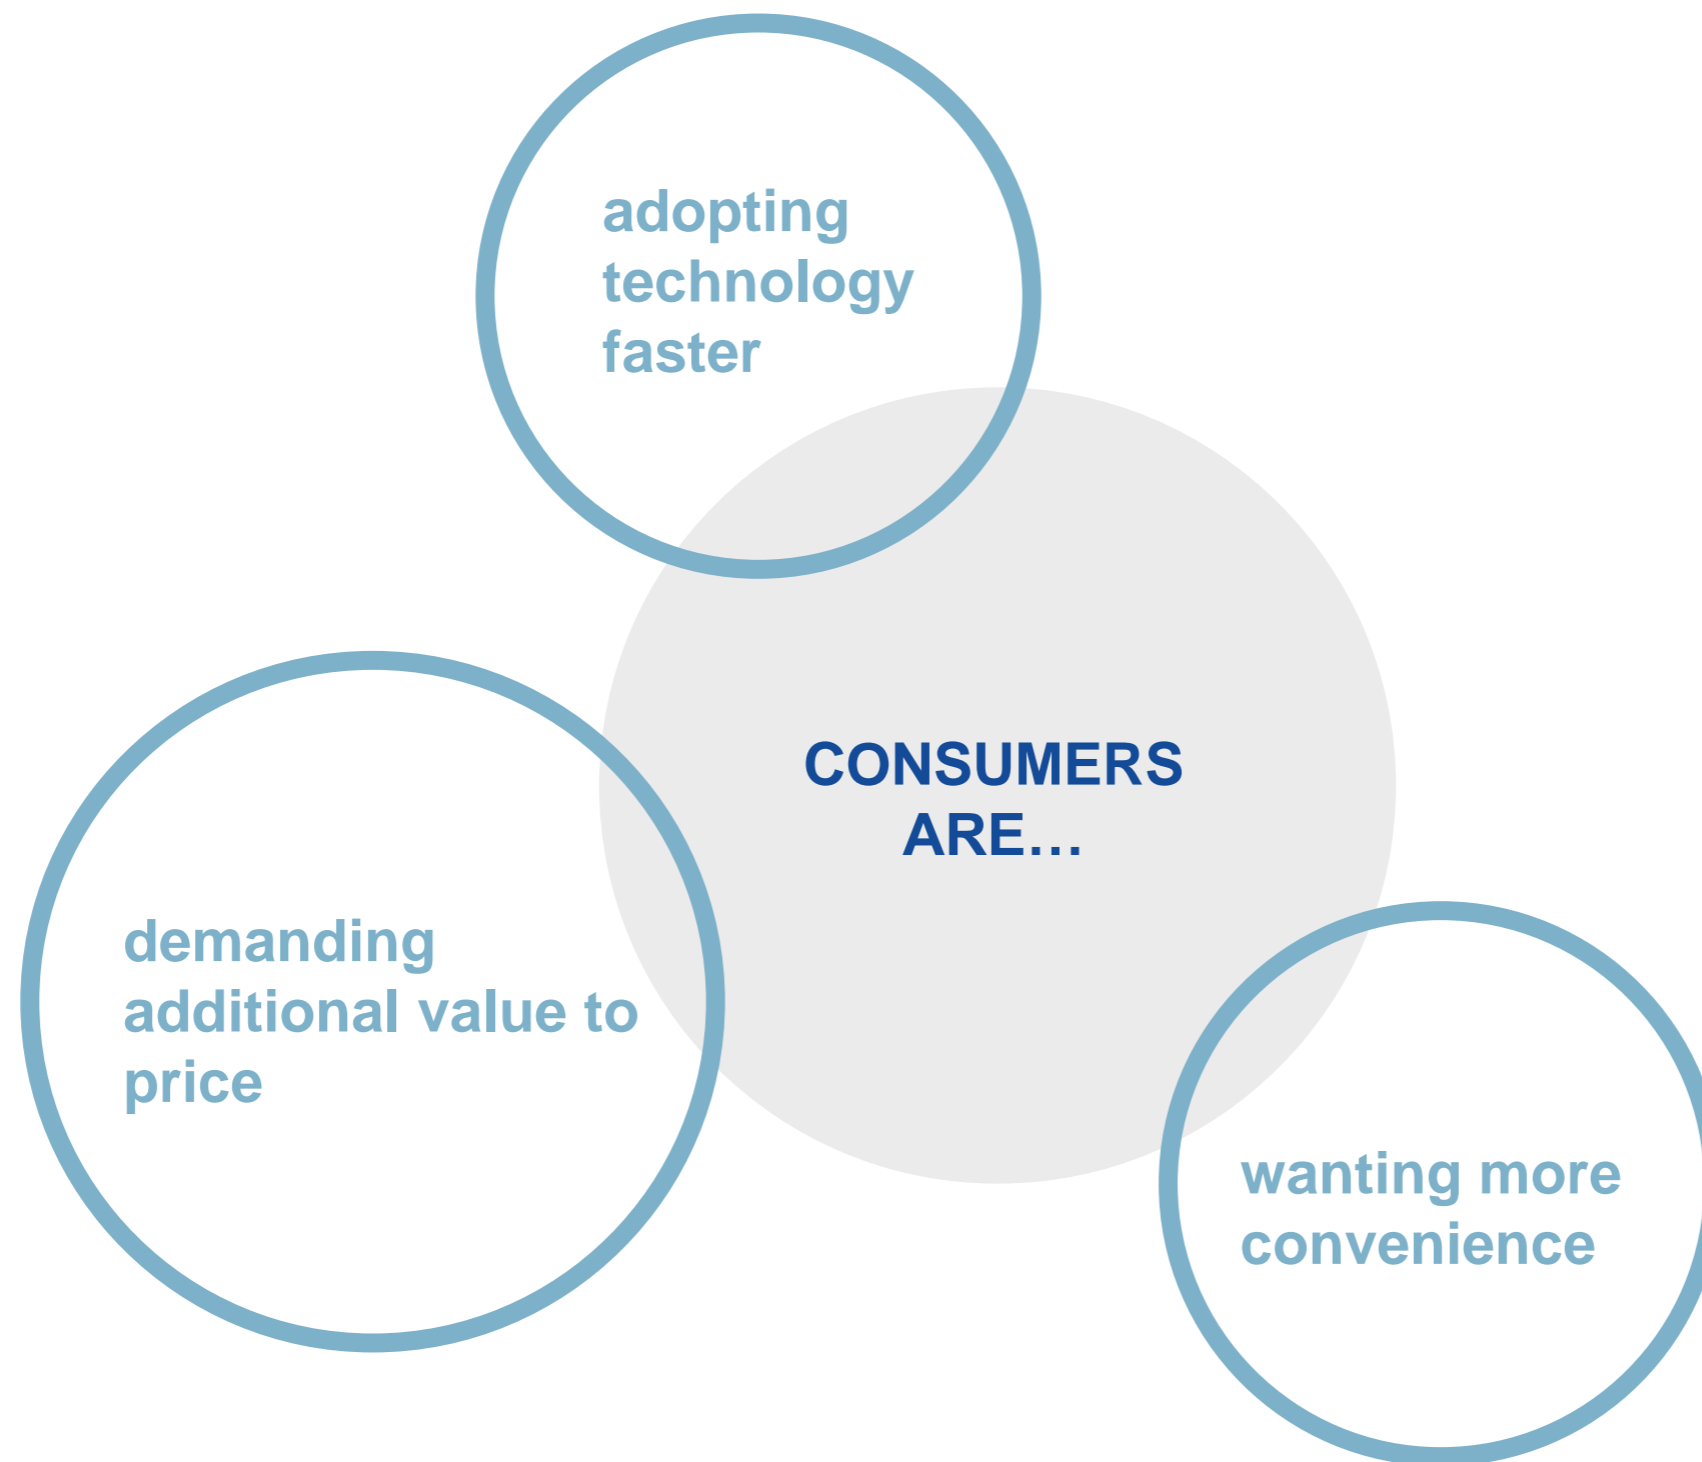 adopting
technology
faster
CONSUMERS
ARE…
demanding
additional value to
price
wanting more
convenience